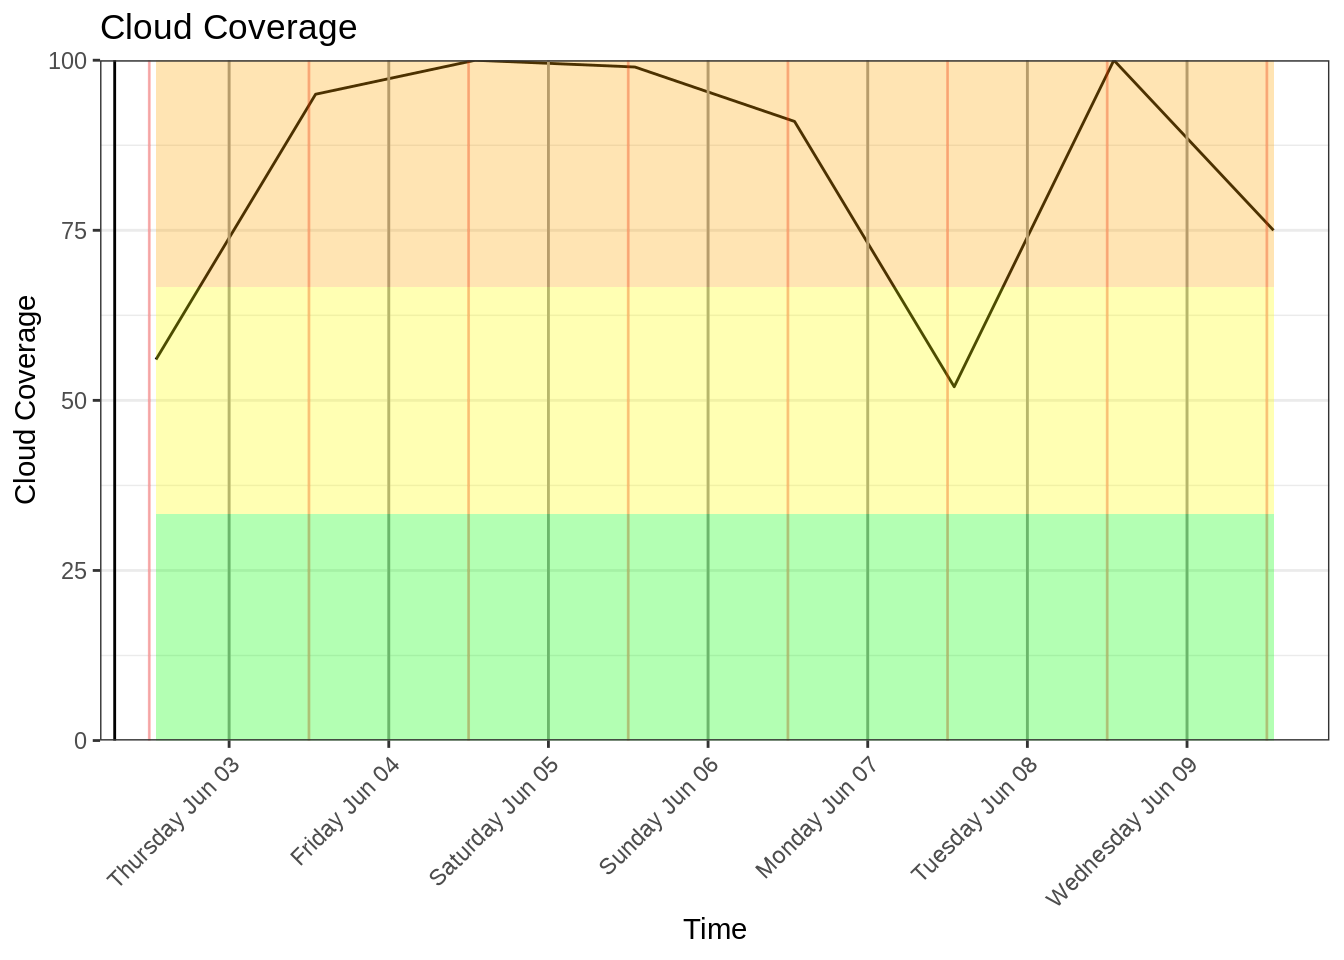 Cloud Coverage
Cloud Coverage
100
75
50
25
0
Thursday Jun 03
Friday Jun 04
Saturday Jun 05
Sunday Jun 06
Monday Jun 07
Tuesday Jun 08
Wednesday Jun 09
Time